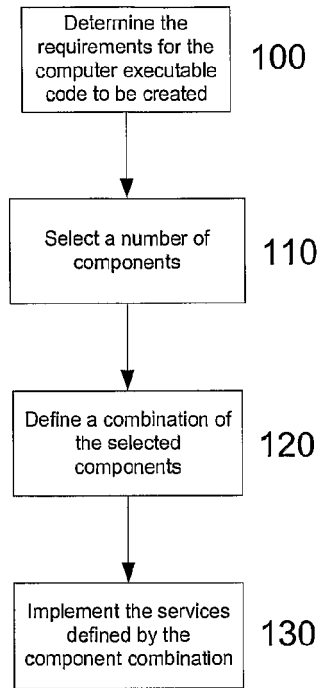 Determine the
requirements for the
computer executable
code to be created
100
Select a number of
components
110
Define a combination of
the selected
components
120
Implement the services
defined by the
component combination
130